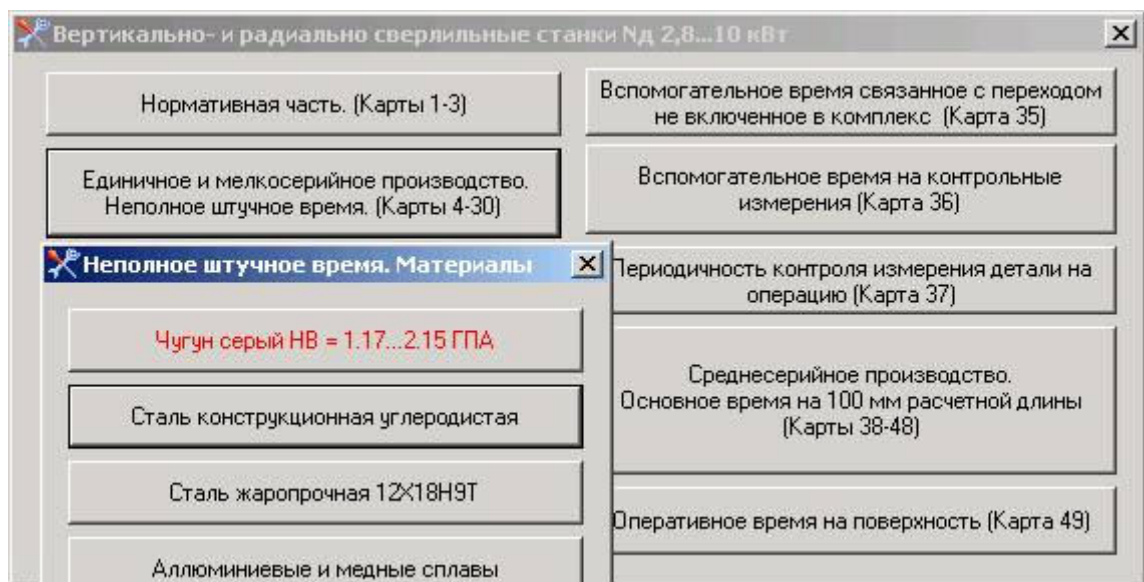 Вертикально- и радиально сверлильные станки Nд 2,8...10 кВт
Нормативная часть. (Карты 1-3)
Единичное и мелкосерийное производство.
Неполное штучное время. (Карты 4-30)
Вспомогательное время связанное с переходом
не включенное в комплекс (Карта 35)
Вспомогательное время на контрольные
измерения (Карта 36)
Периодичность контроля измерения детали на
операцию (Карта 37)
Среднесерийное производство.
Основное время на 100 мм расчетной длины
(Карты 38-48)
Оперативное время на поверхность (Карта 49)
Неполное штучное время. Материалы
Чугун серый НВ = 1.17...2.15 ГПА
Сталь конструкционная углеродистая
Сталь жаропрочная 12Х18Н9Т
Аллюминиевые и медные сплавы